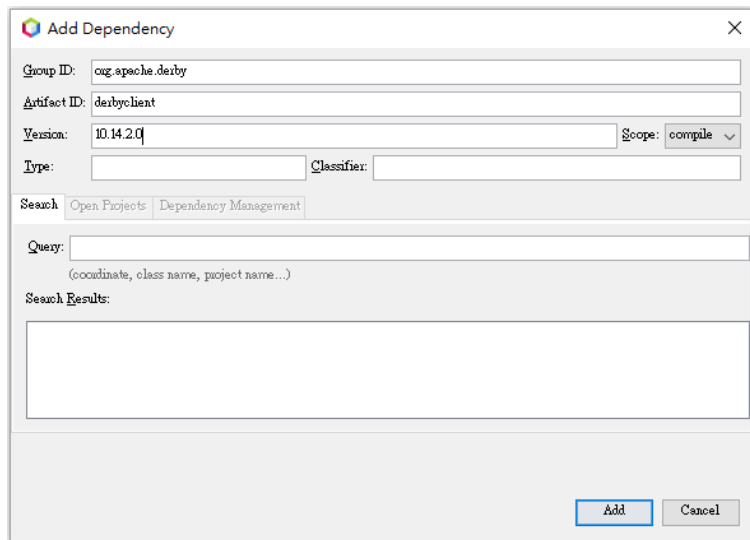 Add Dependency
Group ID: org.apache.derby
Artifact ID: derbyclient
Version: 10.14.2.0 Scope: compile
Type: Classifier:
Search Open Projects Dependency Management
Query:
(coordinate, class name, project name...)
Search Results:
Add Cancel